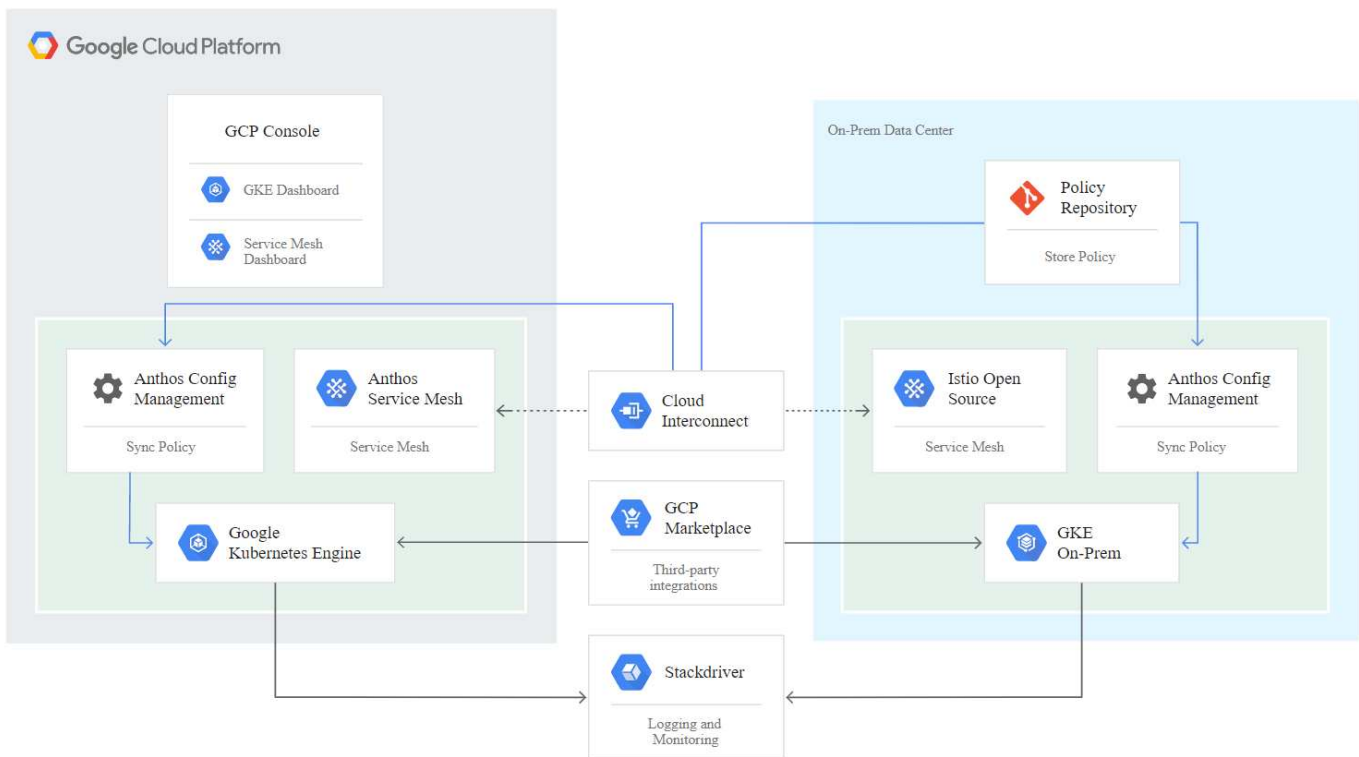 Google Cloud Platform
GCP Console
GKE Dashboard
Service Mesh
Dashboard
On-Prem Data Center
Policy
Repository
Store Policy
Anthos Config
Management
Sync Policy
Anthos
Service Mesh
Service Mesh
Cloud
Interconnect
Istio Open
Source
Service Mesh
Anthos Config
Management
Sync Policy
Google
Kubernetes Engine
GCP
Marketplace
Third-party
integrations
GKE
On-Prem
Stackdriver
Logging and
Monitoring